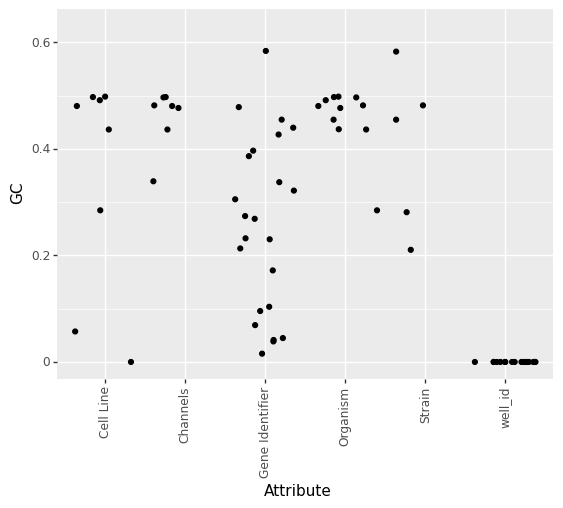 0.6
0.4
0.2
0
GC
Cell Line
Channels
Gene Identifier
Organism
Strain
well_id
Attribute